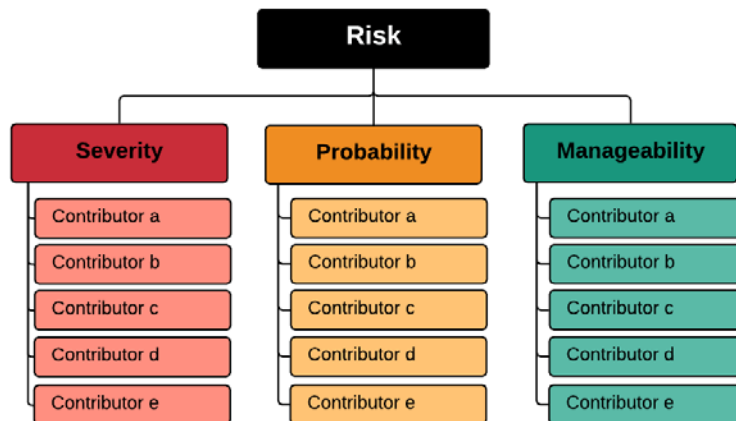 Risk
Severity
Probability
Manageability
Contributor a
Contributor a
Contributor a
Contributor b
Contributor b
Contributor b
Contributor c
Contributor c
Contributor c
Contributor d
Contributor d
Contributor d
Contributor e
Contributor e
Contributor e